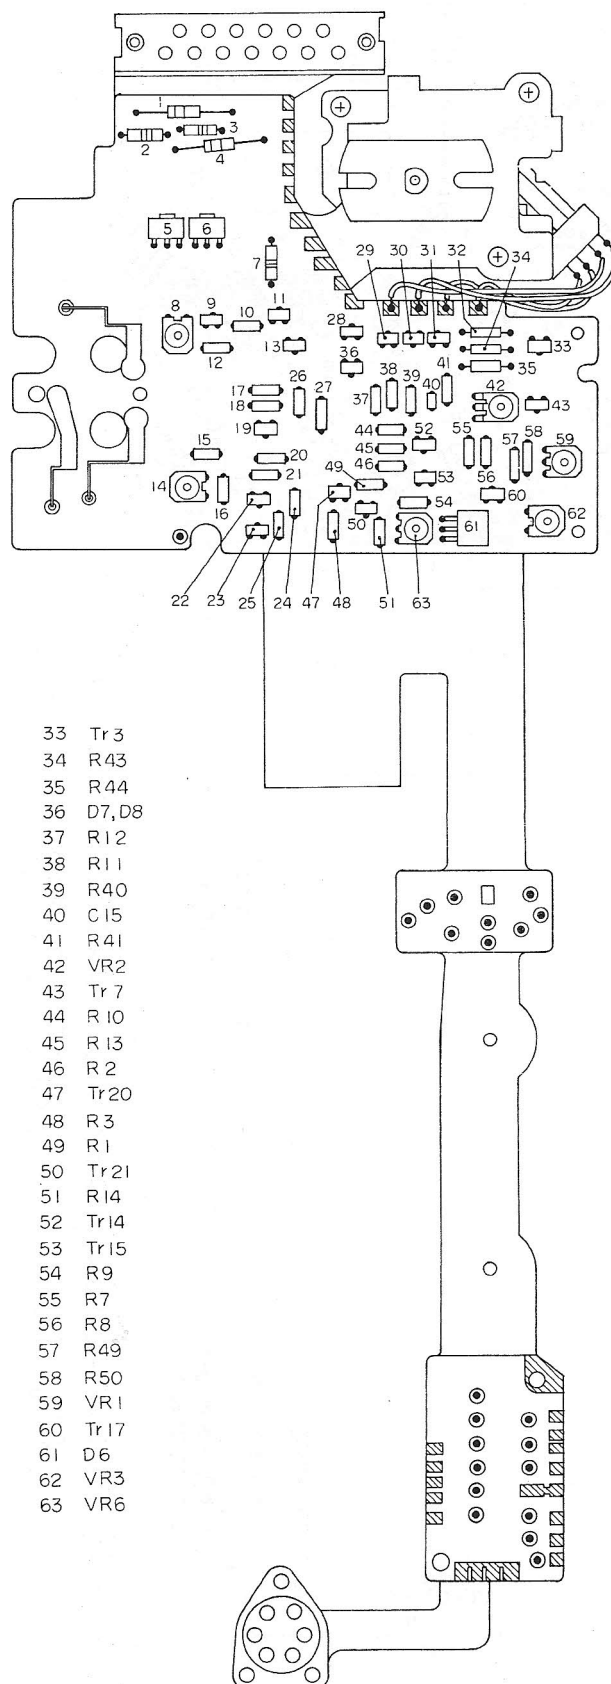 1
3
2
4
5 6
7
8 9 10 11
12 13
28 29 30 31 32 34
33
36
35
17 18 19
26 27
37 38 39 40 41
42 43
44
45
46
15
14
16
20
21
49
47
50
52
53
54
55
56
57 58 59
60
61
62
22 23 25 24 47 48 51 63
33 Tr3
34 R43
35 R44
36 D7,D8
37 R12
38 R11
39 R40
40 C15
41 R41
42 VR2
43 Tr7
44 R10
45 R13
46 R2
47 Tr20
48 R3
49 R1
50 Tr21
51 R14
52 Tr14
53 Tr15
54 R9
55 R7
56 R8
57 R49
58 R50
59 VR1
60 Tr17
61 D6
62 VR3
63 VR6